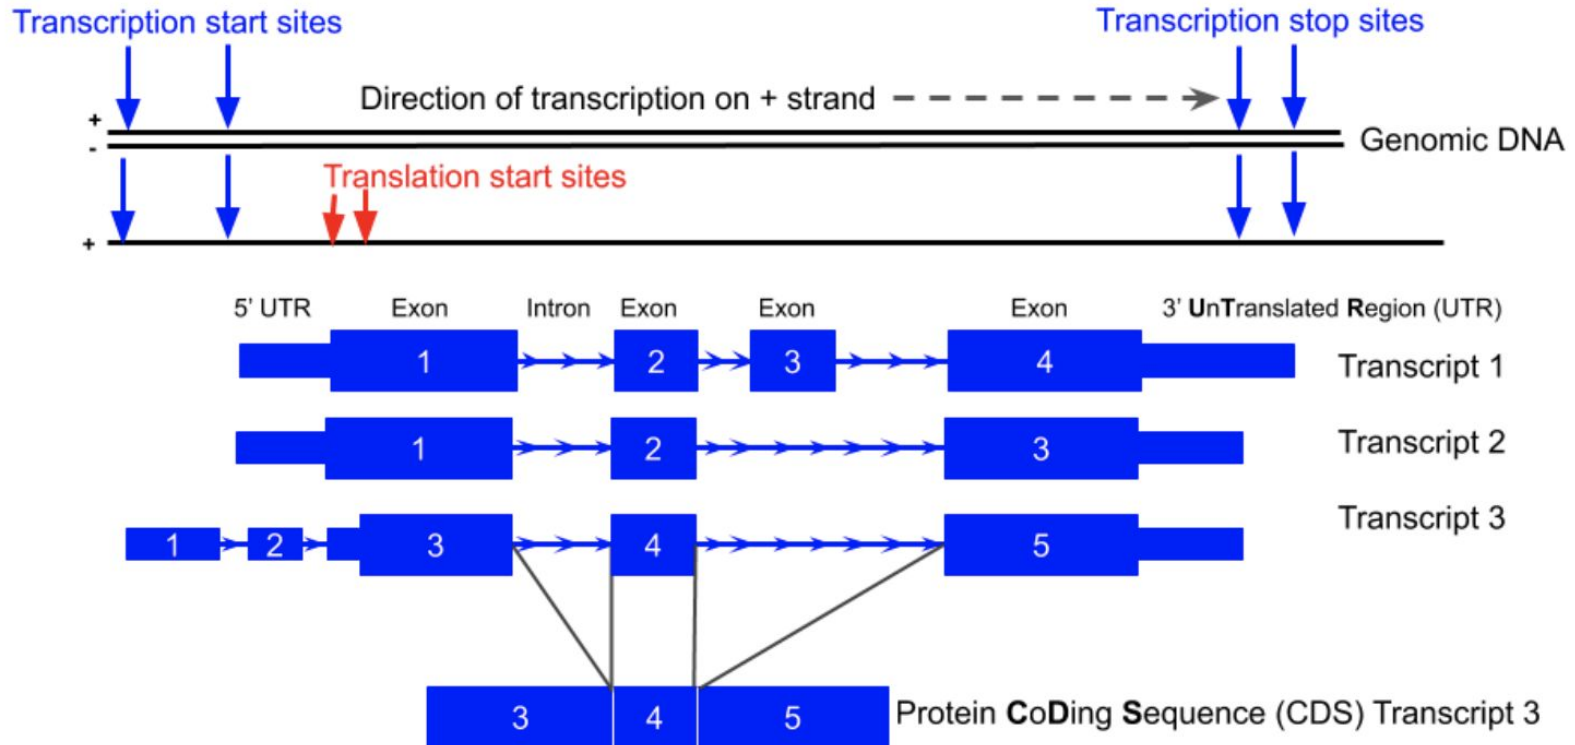 Transcription start sites
Transcription stop sites
Direction of transcription on + strand
+
-
Genomic DNA
Translation start sites
+
5' UTR Exon Intron Exon Exon Exon 3' UnTranslated Region (UTR)
1 2 3 4 Transcript 1
1 2 3 Transcript 2
Transcript 3
1 2 3 4 5
3 4 5 Protein CoDing Sequence (CDS) Transcript 3